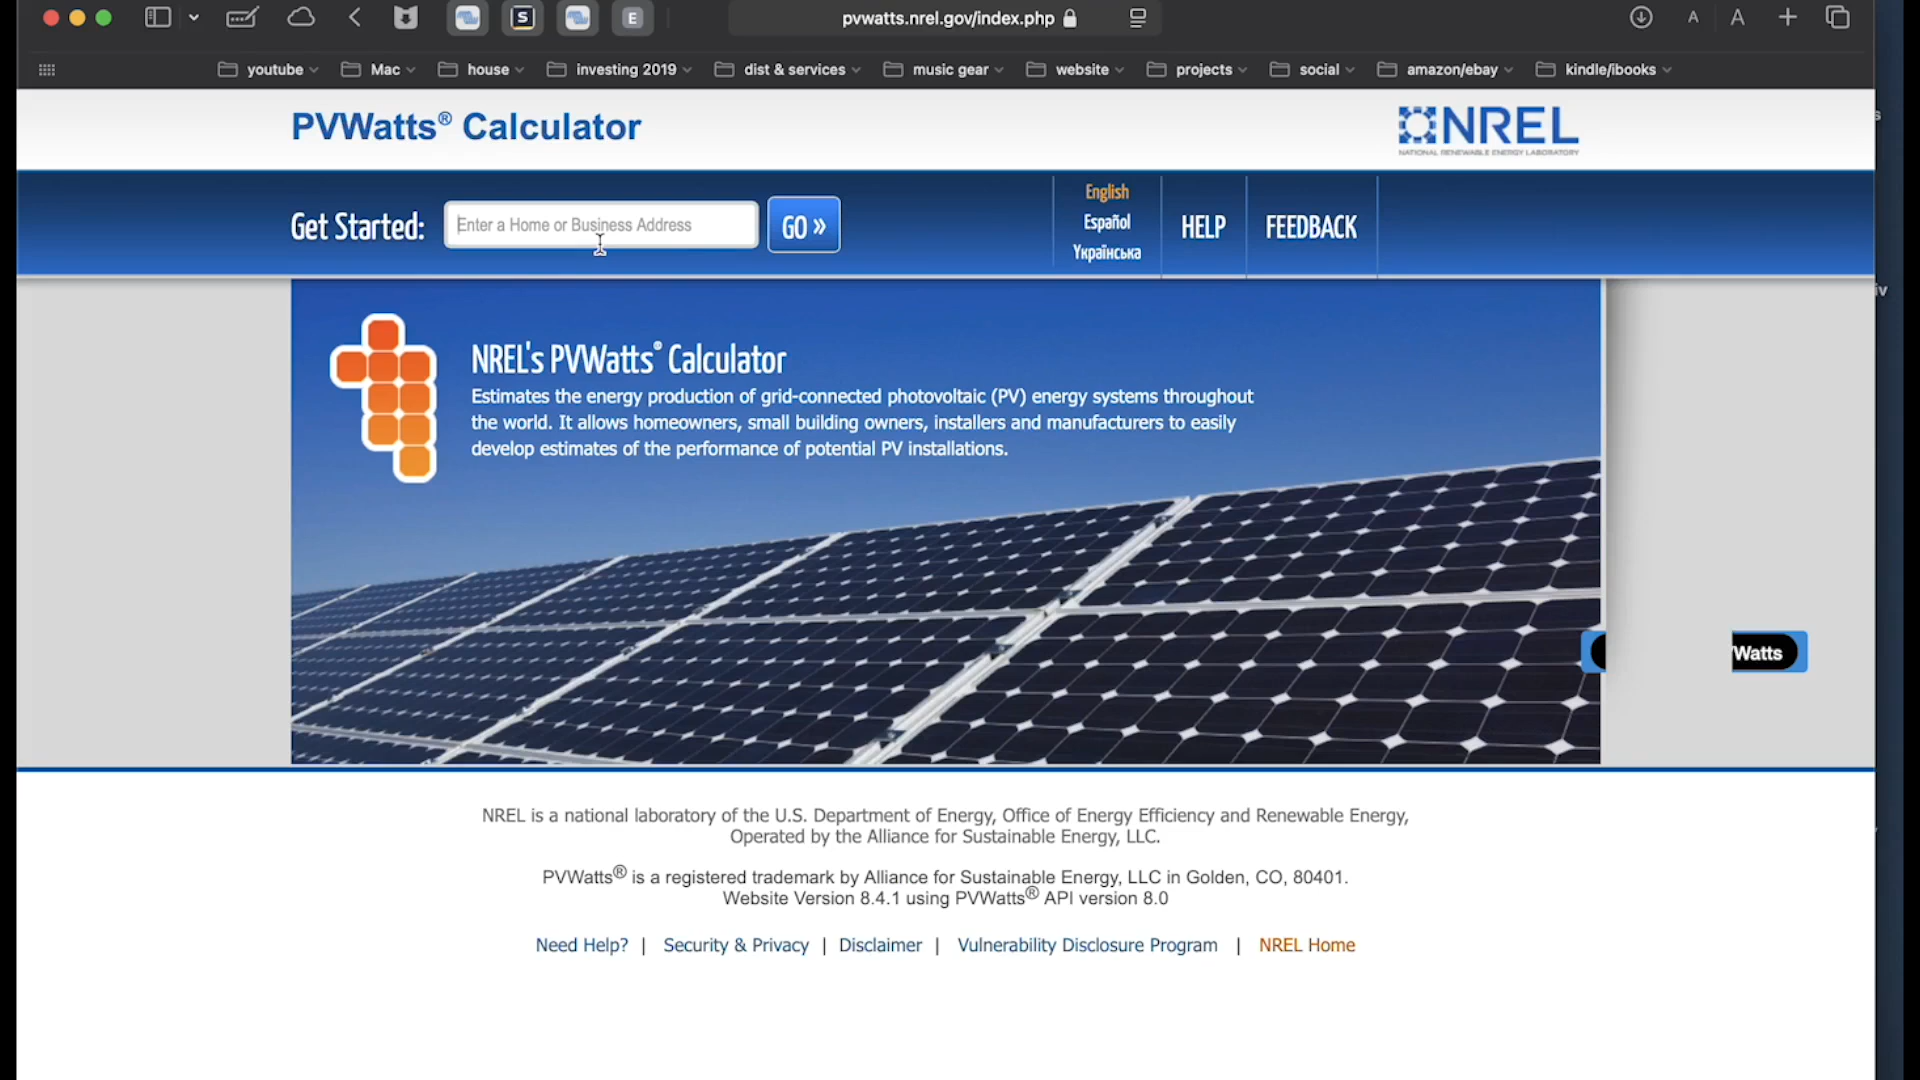 S
E
pvwatts.nrel.gov/index.php
A
A
youtube
Mac
house
investing 2019
dist & services
music gear
website
projects
social
amazon/ebay
kindle/ibooks
PVWatts® Calculator
NREL
NATIONAL RENEWABLE ENERGY LABORATORY
Get Started:
Enter a Home or Business Address
GO »
English
Español
Українська
HELP
FEEDBACK
NREL's PVWatts® Calculator
Estimates the energy production of grid-connected photovoltaic (PV) energy systems throughout
the world. It allows homeowners, small building owners, installers and manufacturers to easily
develop estimates of the performance of potential PV installations.
Watts
NREL is a national laboratory of the U.S. Department of Energy, Office of Energy Efficiency and Renewable Energy,
Operated by the Alliance for Sustainable Energy, LLC.
PVWatts® is a registered trademark by Alliance for Sustainable Energy, LLC in Golden, CO, 80401.
Website Version 8.4.1 using PVWatts® API version 8.0
Need Help? | Security & Privacy | Disclaimer | Vulnerability Disclosure Program | NREL Home